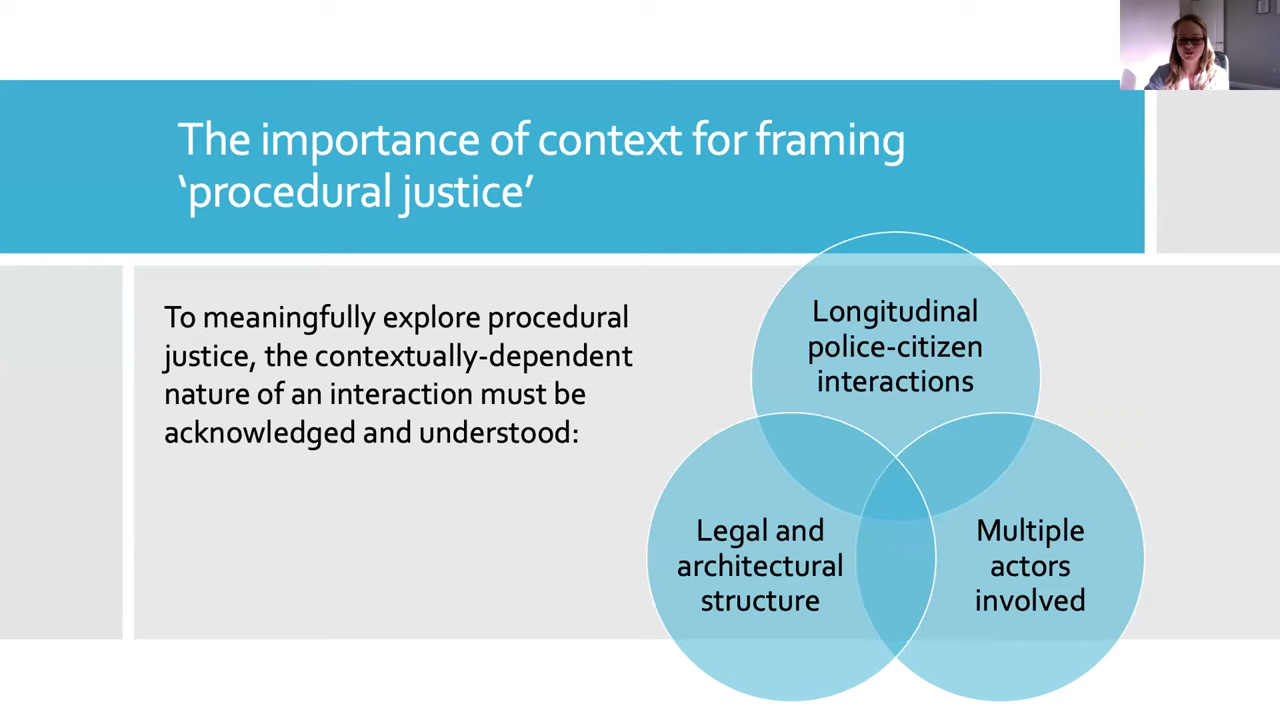 The importance of context for framing
‘procedural justice’
To meaningfully explore procedural
justice, the contextually-dependent
nature of an interaction must be
acknowledged and understood:
Longitudinal
police-citizen
interactions
Legal and
architectural
structure
Multiple
actors
involved